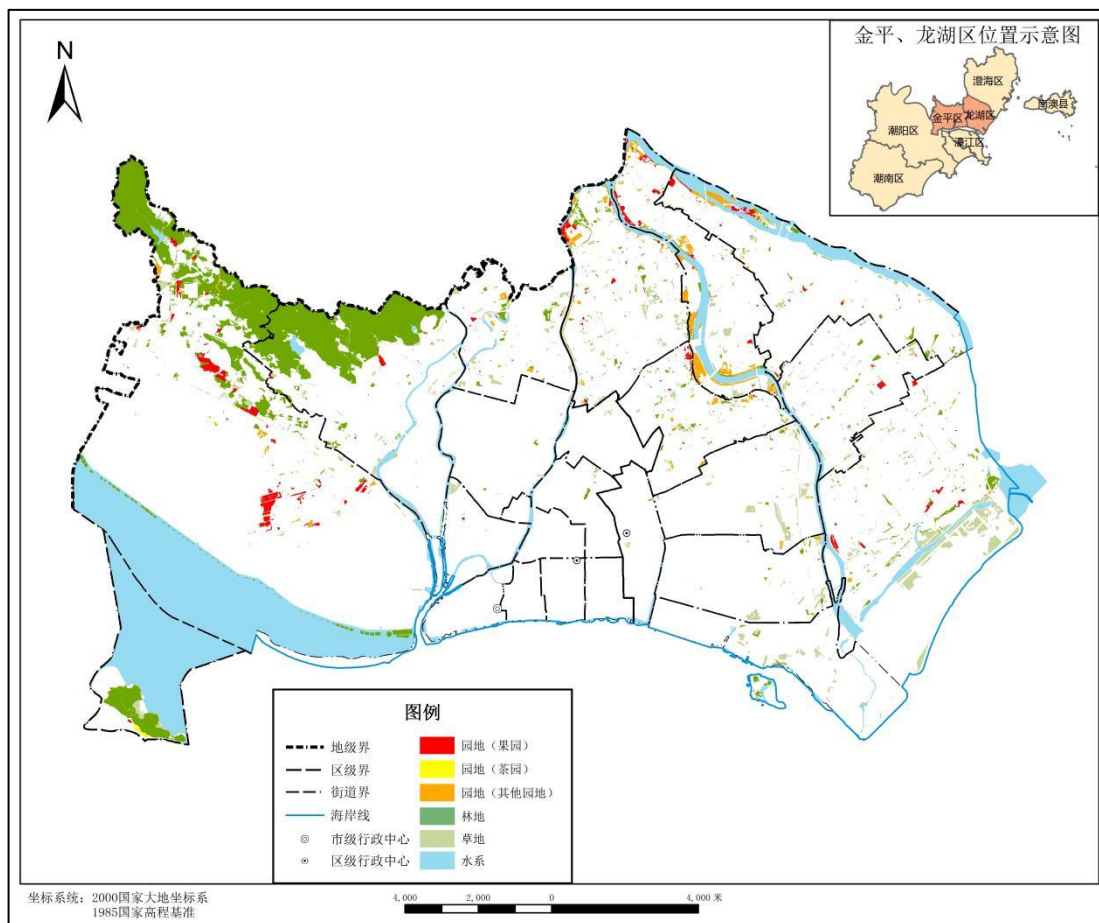 金平、龙湖区位置示意图
N
澄海区
南澳县
金平区
龙湖区
潮阳区
濠江区
潮南区
图例
地级界
区级界
街道界
海岸线
市级行政中心
区级行政中心
园地（果园）
园地（茶园）
园地（其他园地）
林地
草地
水系
坐标系统：2000国家大地坐标系
1985国家高程基准
4,000 2,000 0 4,000 米